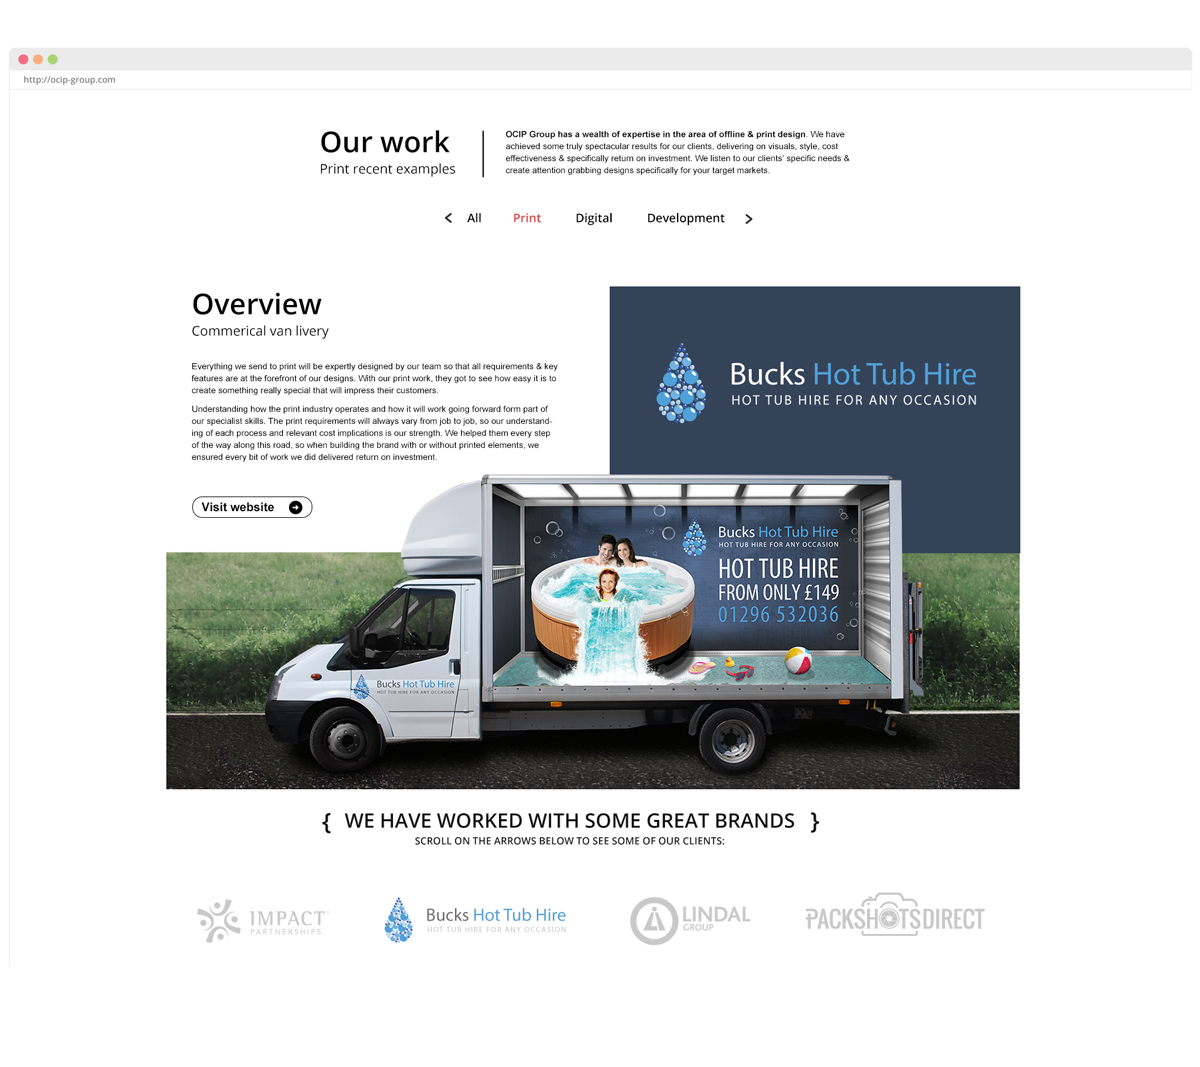 http://ocip-group.com
Our work
Print recent examples
OCIP Group has a wealth of expertise in the area of offline & print design. We have
achieved some truly spectacular results for our clients, delivering on visuals, style, cost
effectiveness & specifically return on investment. We listen to our clients' specific needs &
create attention grabbing designs specifically for your target markets.
< All Print Digital Development >
Overview
Commerical van livery
Everything we send to print will be expertly designed by our team so that all requirements & key
features are at the forefront of our designs. With our print work, they got to see how easy it is to
create something really special that will impress their customers.
Understanding how the print industry operates and how it will work going forward form part of
our specialist skills. The print requirements will always vary from job to job, so our understand-
ing of each process and relevant cost implications is our strength. We helped them every step
of the way along this road, so when building the brand with or without printed elements, we
ensured every bit of work we did delivered return on investment.
Visit website
Bucks Hot Tub Hire
HOT TUB HIRE FOR ANY OCCASION
Bucks Hot Tub Hire
HOT TUB HIRE FOR ANY OCCASION
HOT TUB HIRE
FROM ONLY £149
01296 532036
Bucks Hot Tub Hire
HOT TUB HIRE FOR ANY OCCASION
{ WE HAVE WORKED WITH SOME GREAT BRANDS }
SCROLL ON THE ARROWS BELOW TO SEE SOME OF OUR CLIENTS:
IMPACT
PARTNERSHIPS
Bucks Hot Tub Hire
HOT TUB HIRE FOR ANY OCCASION
LINDAL
GROUP
PACKSHOTSDIRECT